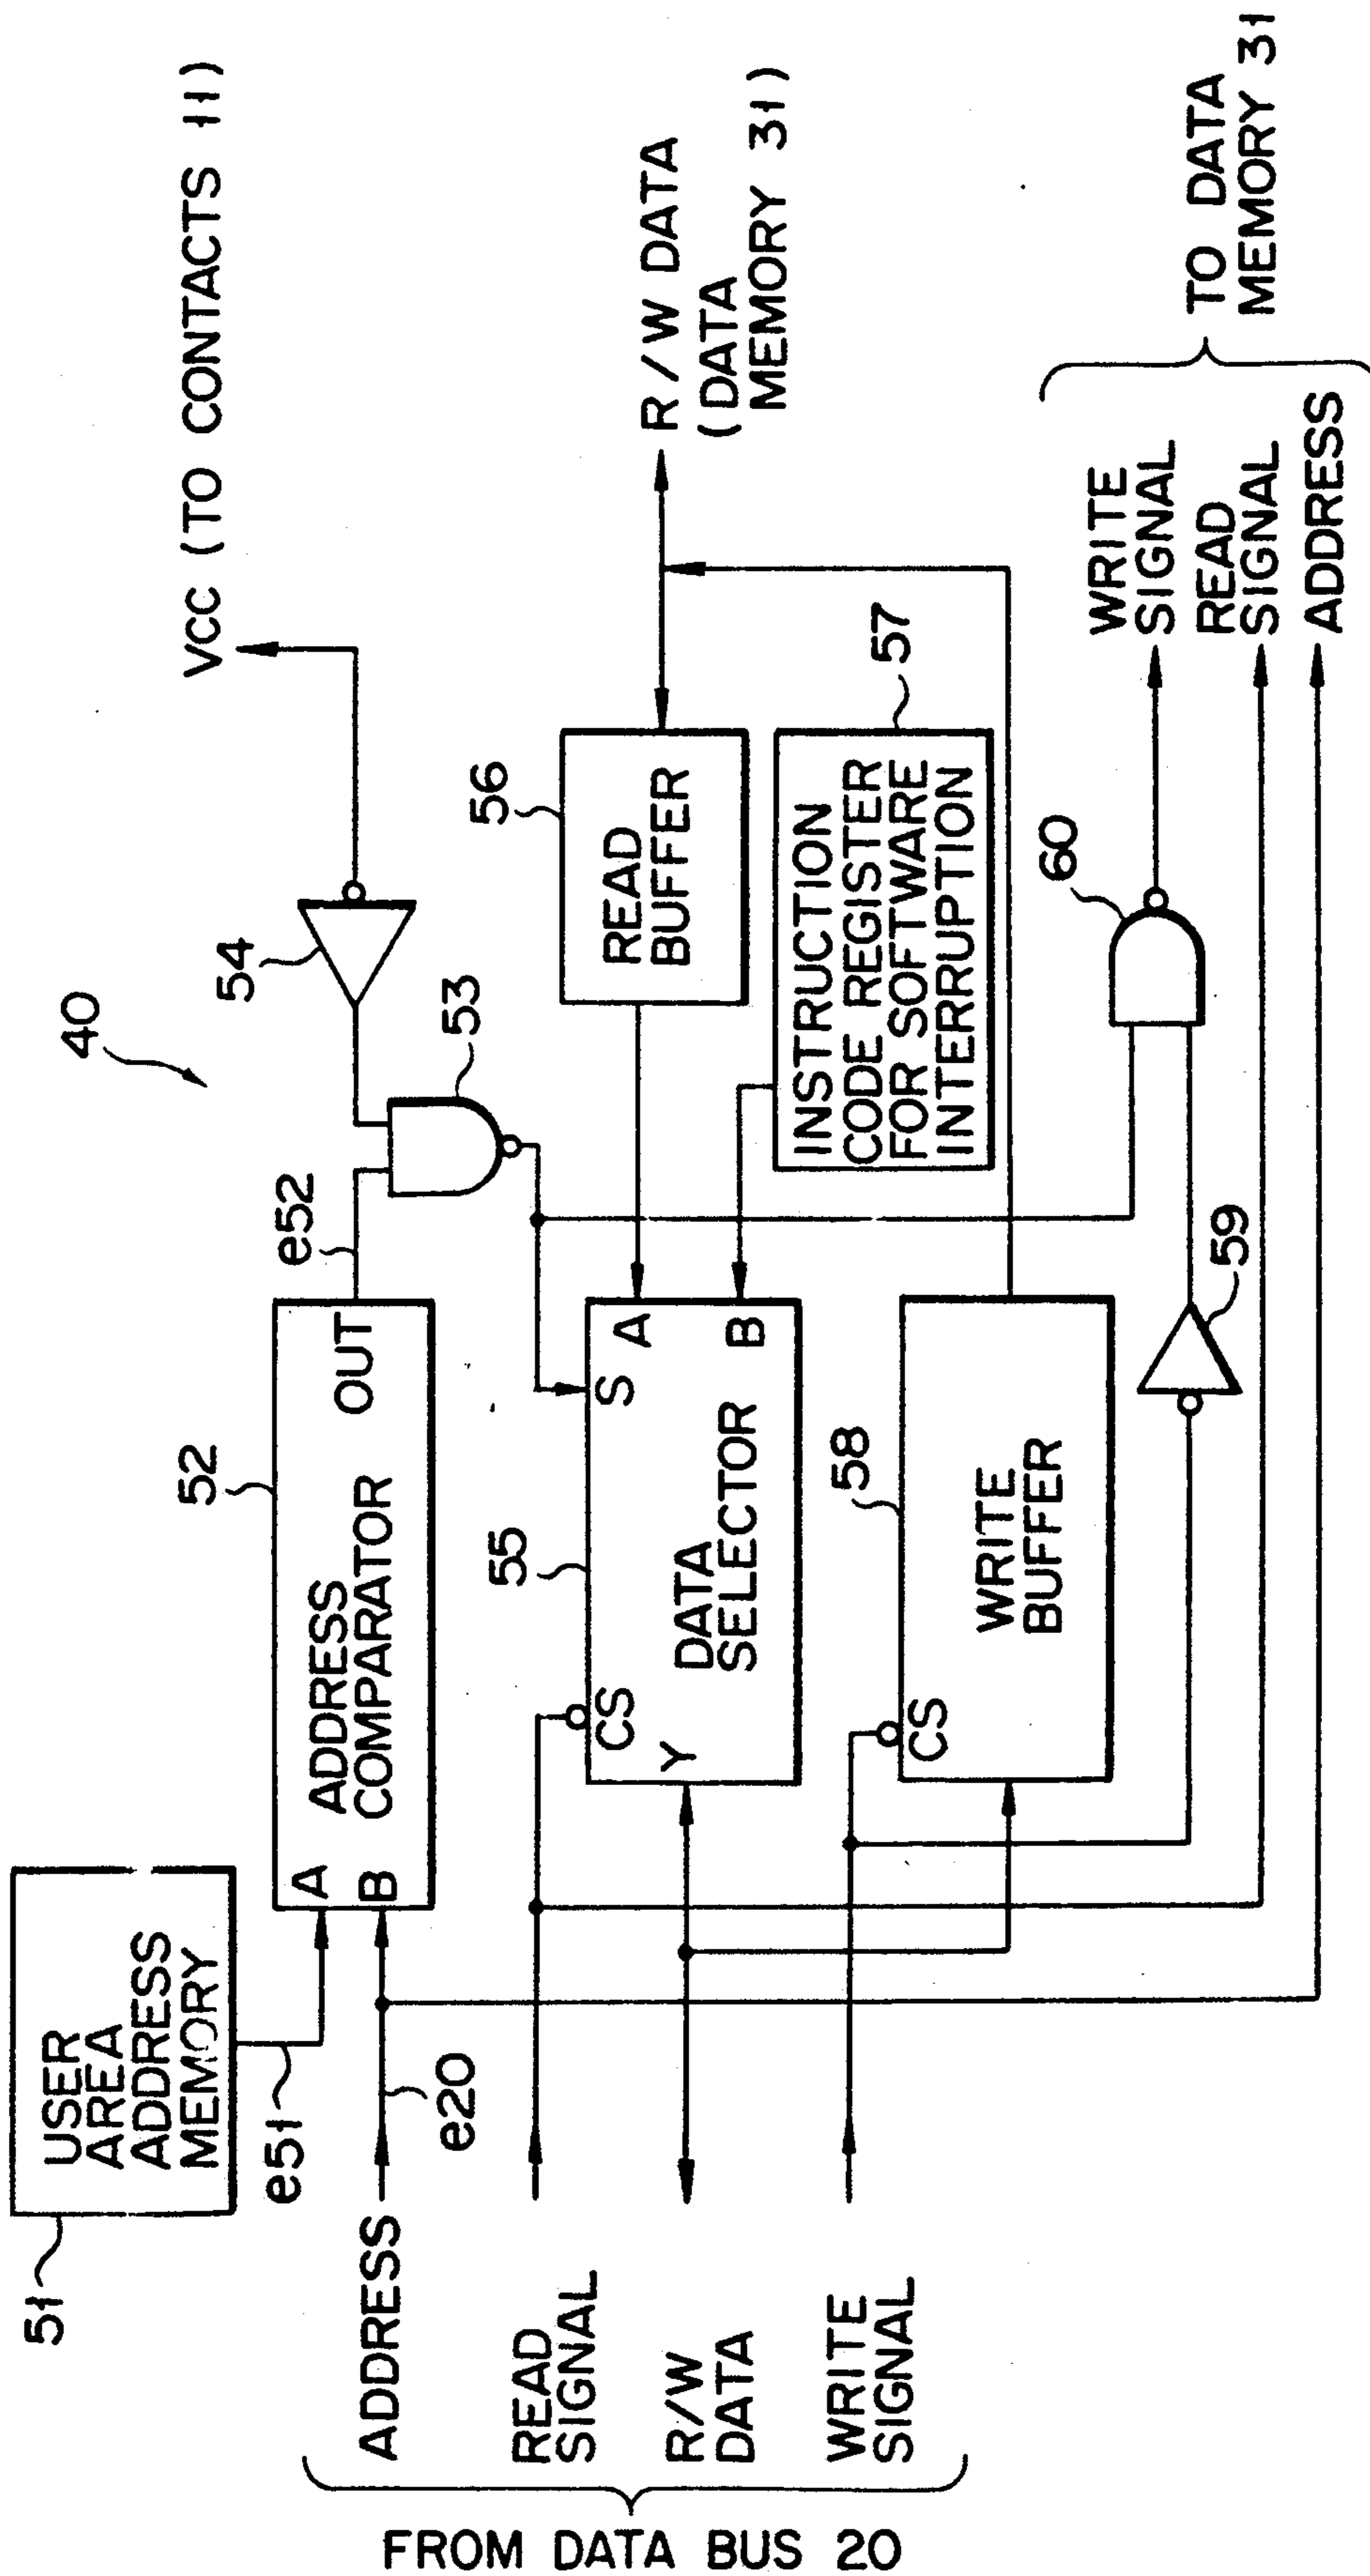 40
51
USER
AREA
ADDRESS
MEMORY
e51
ADDRESS
e20
52
A
B
ADDRESS
COMPARATOR
OUT
e52
53
54
VCC (TO CONTACTS 11)
READ
SIGNAL
R/W
DATA
WRITE
SIGNAL
FROM DATA BUS 20
55
CS
Y
DATA
SELECTOR
S
A
B
56
READ
BUFFER
R/W DATA
(DATA
MEMORY 31)
57
INSTRUCTION
CODE REGISTER
FOR SOFTWARE
INTERRUPTION
58
CS
WRITE
BUFFER
59
60
WRITE
SIGNAL
READ
SIGNAL
ADDRESS
TO DATA
MEMORY 31